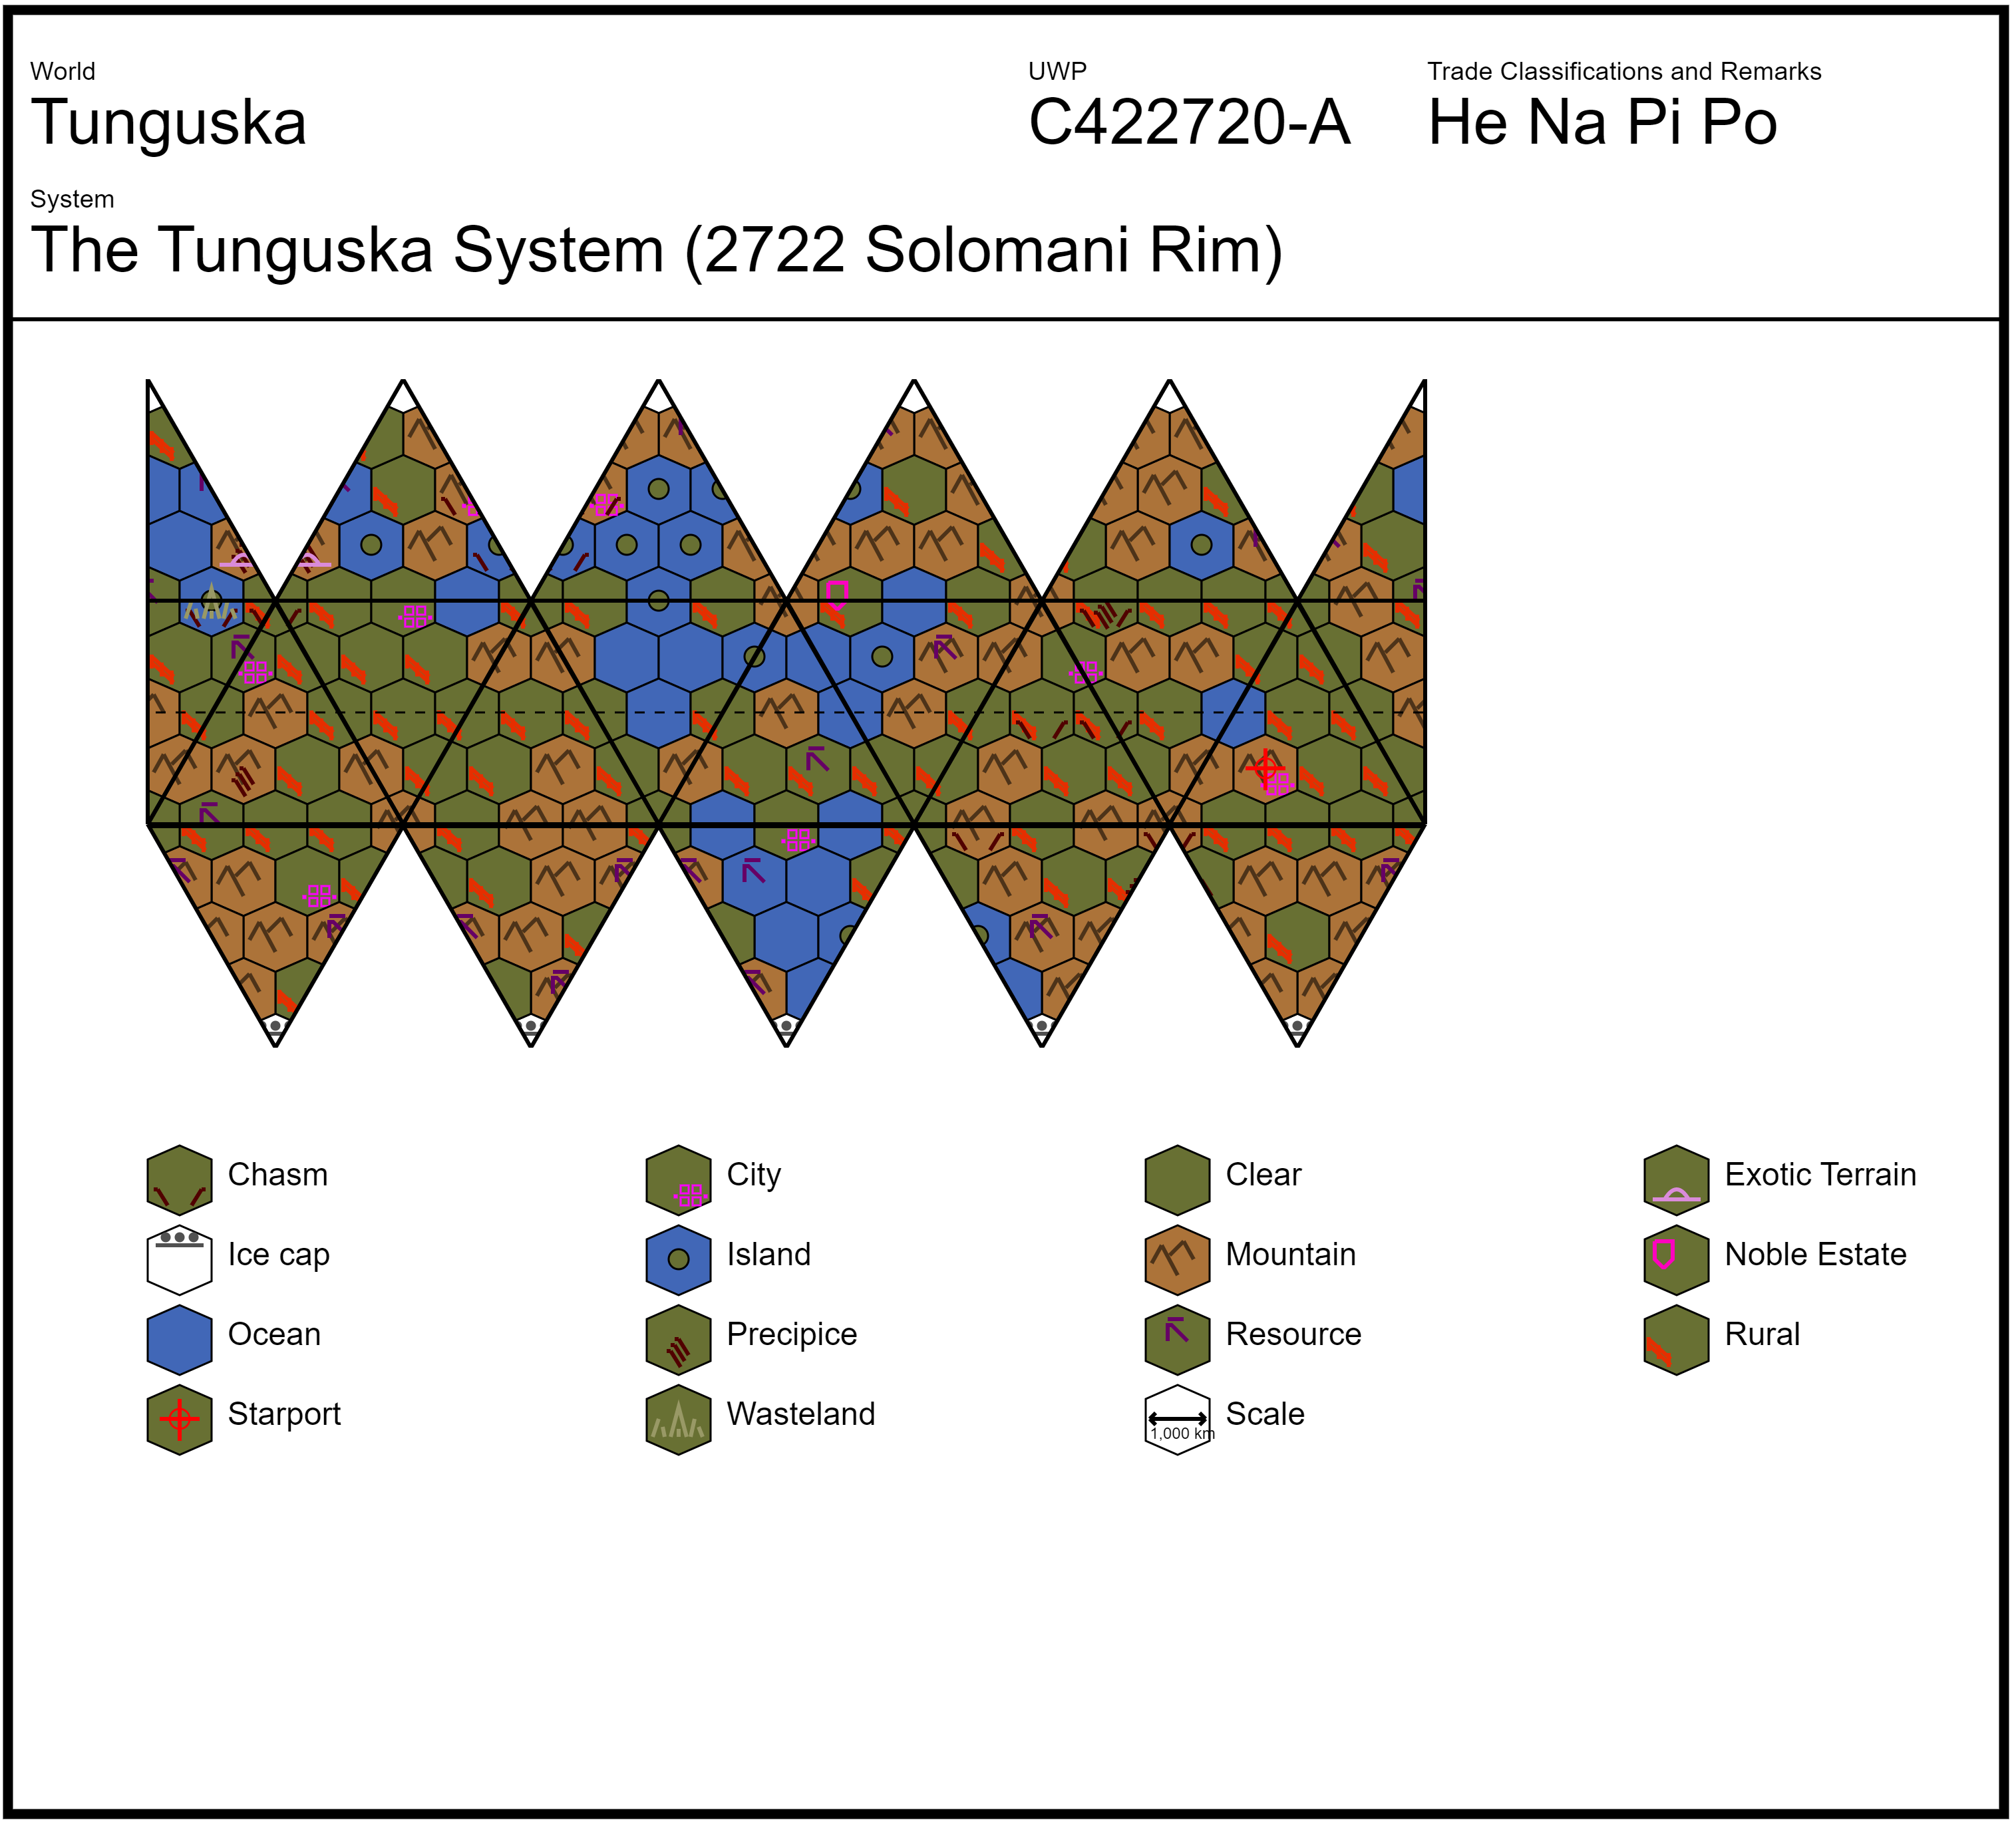 World
UWP
Trade Classifications and Remarks
Tunguska
C422720-A
He Na Pi Po
System
The Tunguska System (2722 Solomani Rim)
Chasm
City
Clear
Exotic Terrain
Ice cap
Island
Mountain
Noble Estate
Ocean
Precipice
Resource
Rural
Starport
Wasteland
1,000 km
Scale